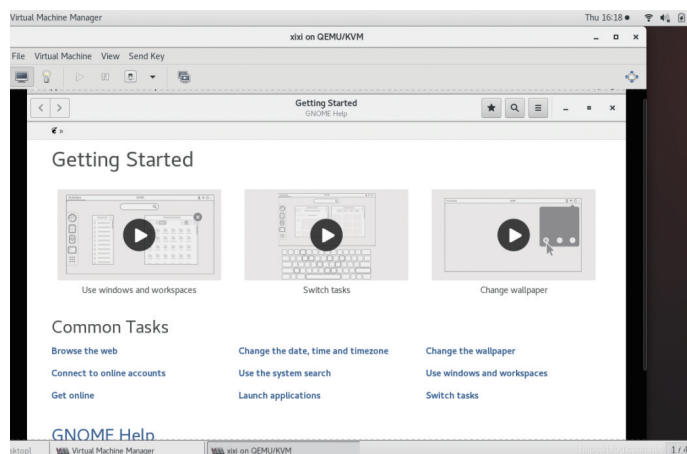 Virtual Machine Manager
Thu 16:18
xixi on QEMU/KVM
File Virtual Machine View Send Key
Getting Started
GNOME Help
»
Getting Started
Use windows and workspaces
Switch tasks
Change wallpaper
Common Tasks
Browse the web
Change the date, time and timezone
Change the wallpaper
Connect to online accounts
Use the system search
Use windows and workspaces
Get online
Launch applications
Switch tasks
GNOME Help
Virtual Machine Manager
xixi on QEMU/KVM